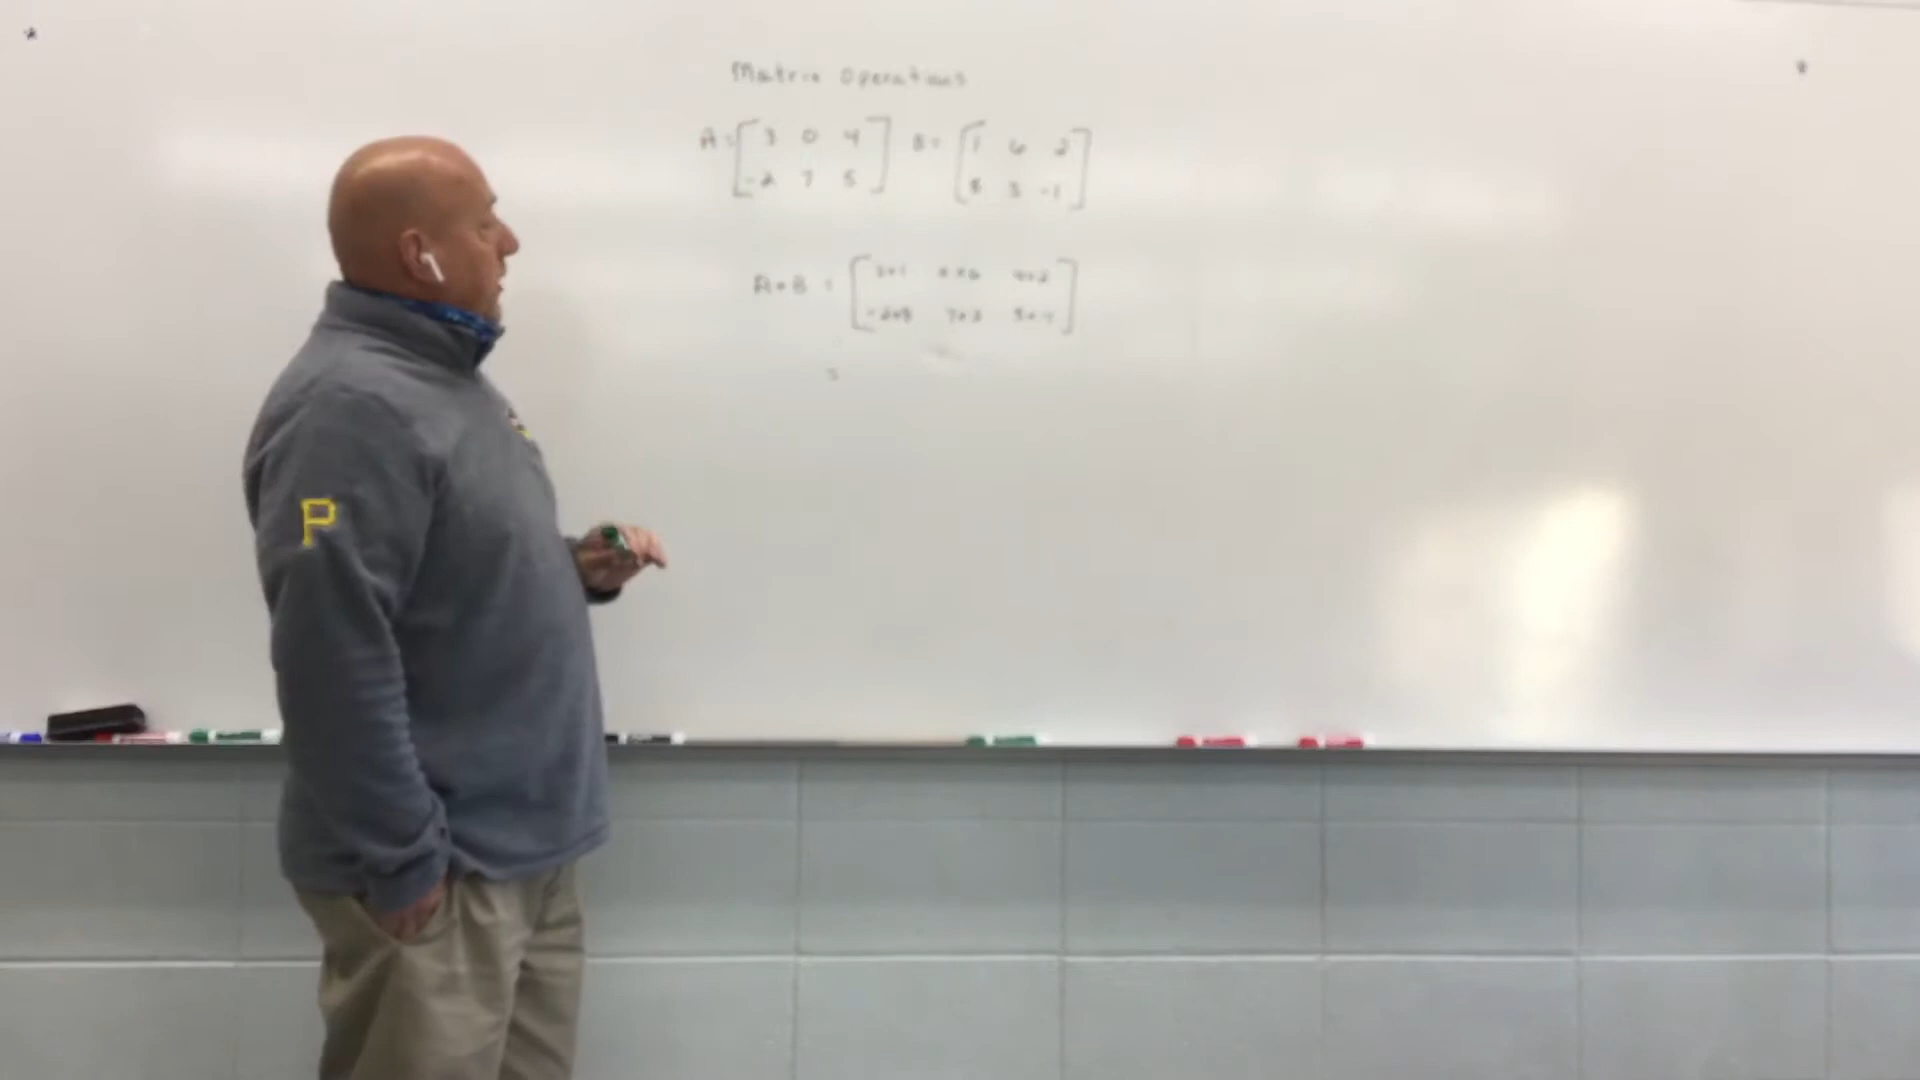 Matrix Operations
A = [ 3 0 4 ] B = [ 1 6 2 ]
[ -2 7 5 ] [ 8 3 -1 ]
A+B = [ 3+1 0+6 4+2 ]
[ -2+8 7+3 5+-1 ]
=
P